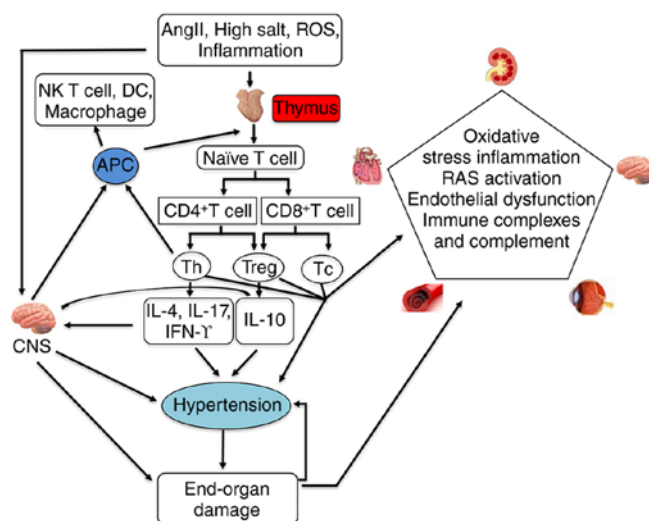 AngII, High salt, ROS,
Inflammation
NK T cell, DC,
Macrophage
Thymus
APC
Naïve T cell
CD4⁺T cell
CD8⁺T cell
Th
Treg
Tc
IL-4, IL-17,
IFN-ϒ
IL-10
CNS
Hypertension
End-organ
damage
Oxidative
stress inflammation
RAS activation
Endothelial dysfunction
Immune complexes
and complement